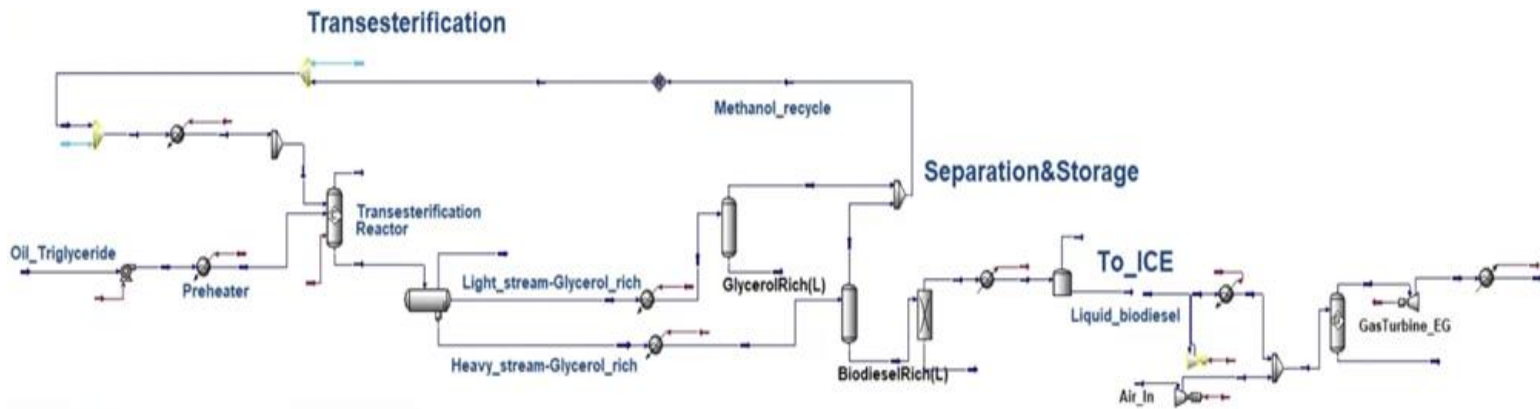 Transesterification
Methanol_recycle
Separation&Storage
Transesterification
Reactor
Oil_Triglyceride
Preheater
Light_stream-Glycerol_rich
GlycerolRich(L)
To_ICE
Liquid_biodiesel
GasTurbine_EG
Heavy_stream-Glycerol_rich
BiodieselRich(L)
Air_In